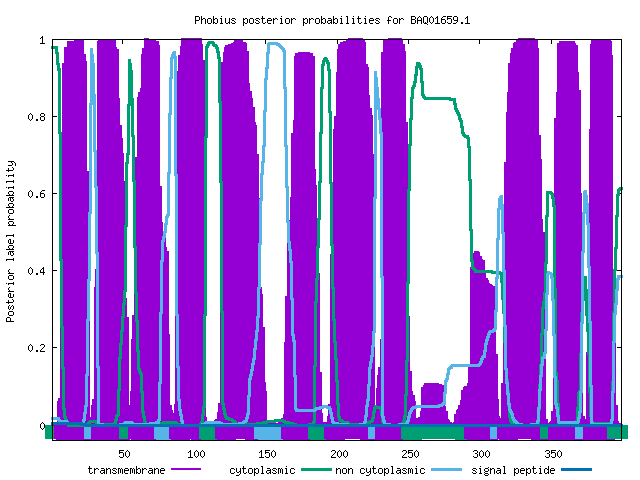 Phobius posterior probabilities for BAQ01659.1
1
0.8
0.6
0.4
0.2
0
Posterior label probability
50 100 150 200 250 300 350
transmembrane cytoplasmic non cytoplasmic signal peptide